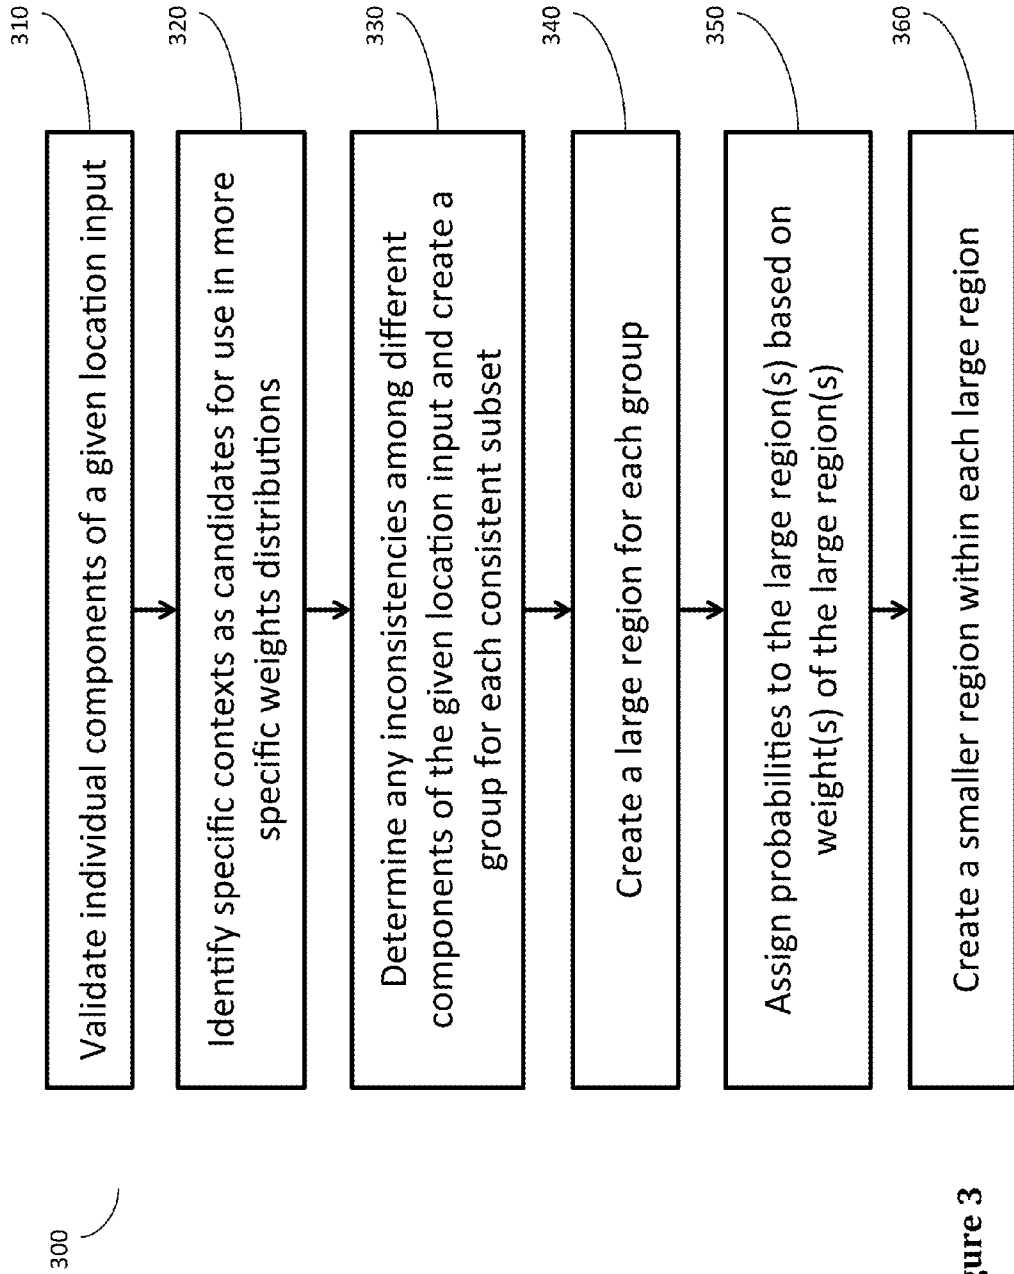 300
310
Validate individual components of a given location input
320
Identify specific contexts as candidates for use in more
specific weights distributions
330
Determine any inconsistencies among different
components of the given location input and create a
group for each consistent subset
340
Create a large region for each group
350
Assign probabilities to the large region(s) based on
weight(s) of the large region(s)
360
Create a smaller region within each large region
gure 3